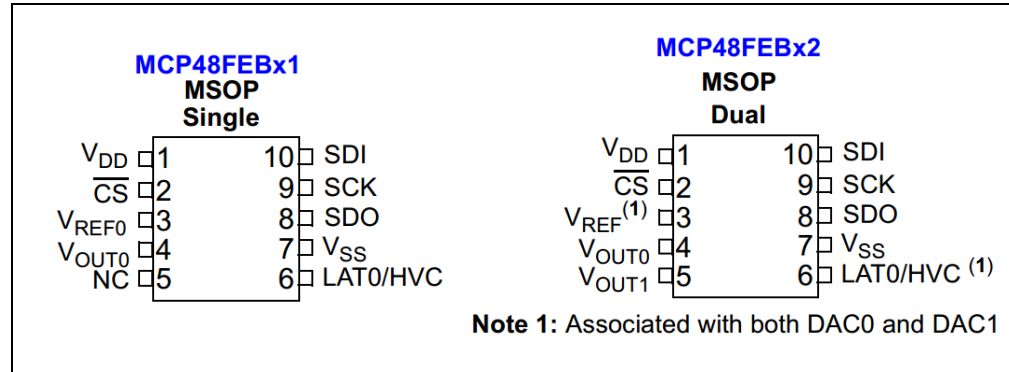 MCP48FEBx1
MSOP
Single
VDD 1 10 SDI
CS 2 9 SCK
VREF0 3 8 SDO
VOUT0 4 7 VSS
NC 5 6 LAT0/HVC
MCP48FEBx2
MSOP
Dual
VDD 1 10 SDI
CS 2 9 SCK
VREF(1) 3 8 SDO
VOUT0 4 7 VSS
VOUT1 5 6 LAT0/HVC (1)
Note 1: Associated with both DAC0 and DAC1